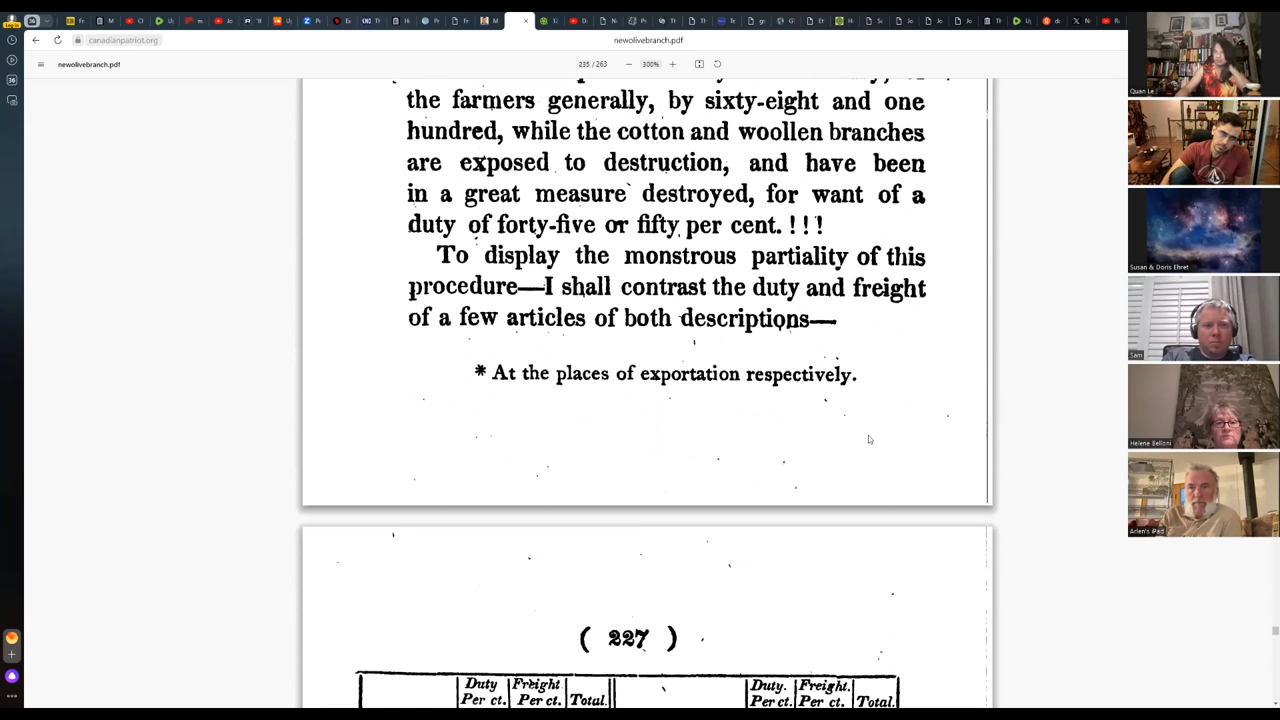 canadianpatriot.org
newolivebranch.pdf
newolivebranch.pdf
235 / 263
300%
the farmers generally, by sixty-eight and one
hundred, while the cotton and woollen branches
are exposed to destruction, and have been
in a great measure destroyed, for want of a
duty of forty-five or fifty per cent. ! ! !
To display the monstrous partiality of this
procedure—I shall contrast the duty and freight
of a few articles of both descriptions—
* At the places of exportation respectively.
( 227 )
Duty Freight Duty. Freight.
Per ct. Per ct. Total. Per ct. Per ct. Total.
Quan Le
Susan & Doris Ehret
Sam
Helene Belloni
Arlen's iPad